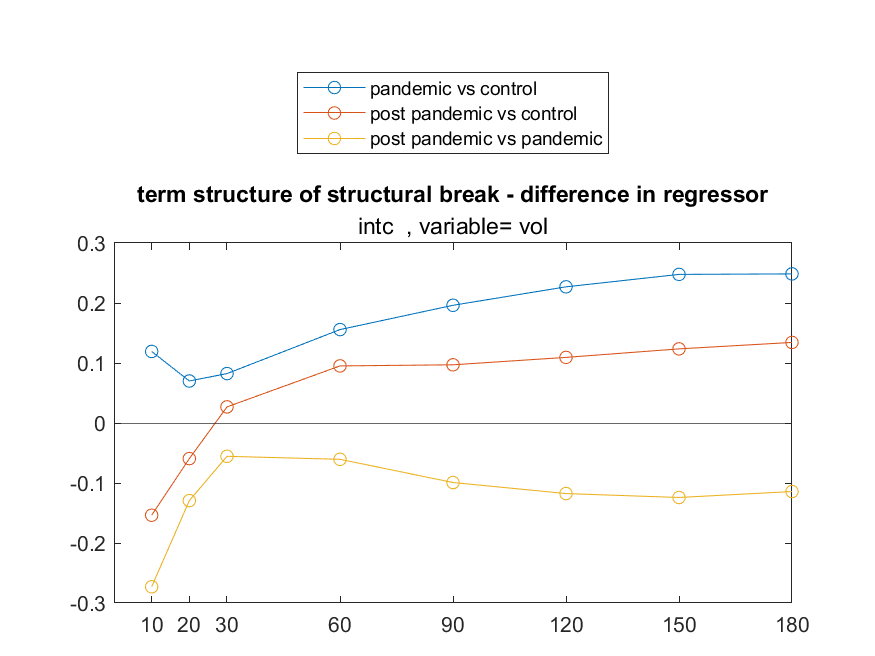 pandemic vs control
post pandemic vs control
post pandemic vs pandemic
term structure of structural break - difference in regressor
intc  , variable= vol
0.3
0.2
0.1
0
-0.1
-0.2
-0.3
10 20 30 60 90 120 150 180